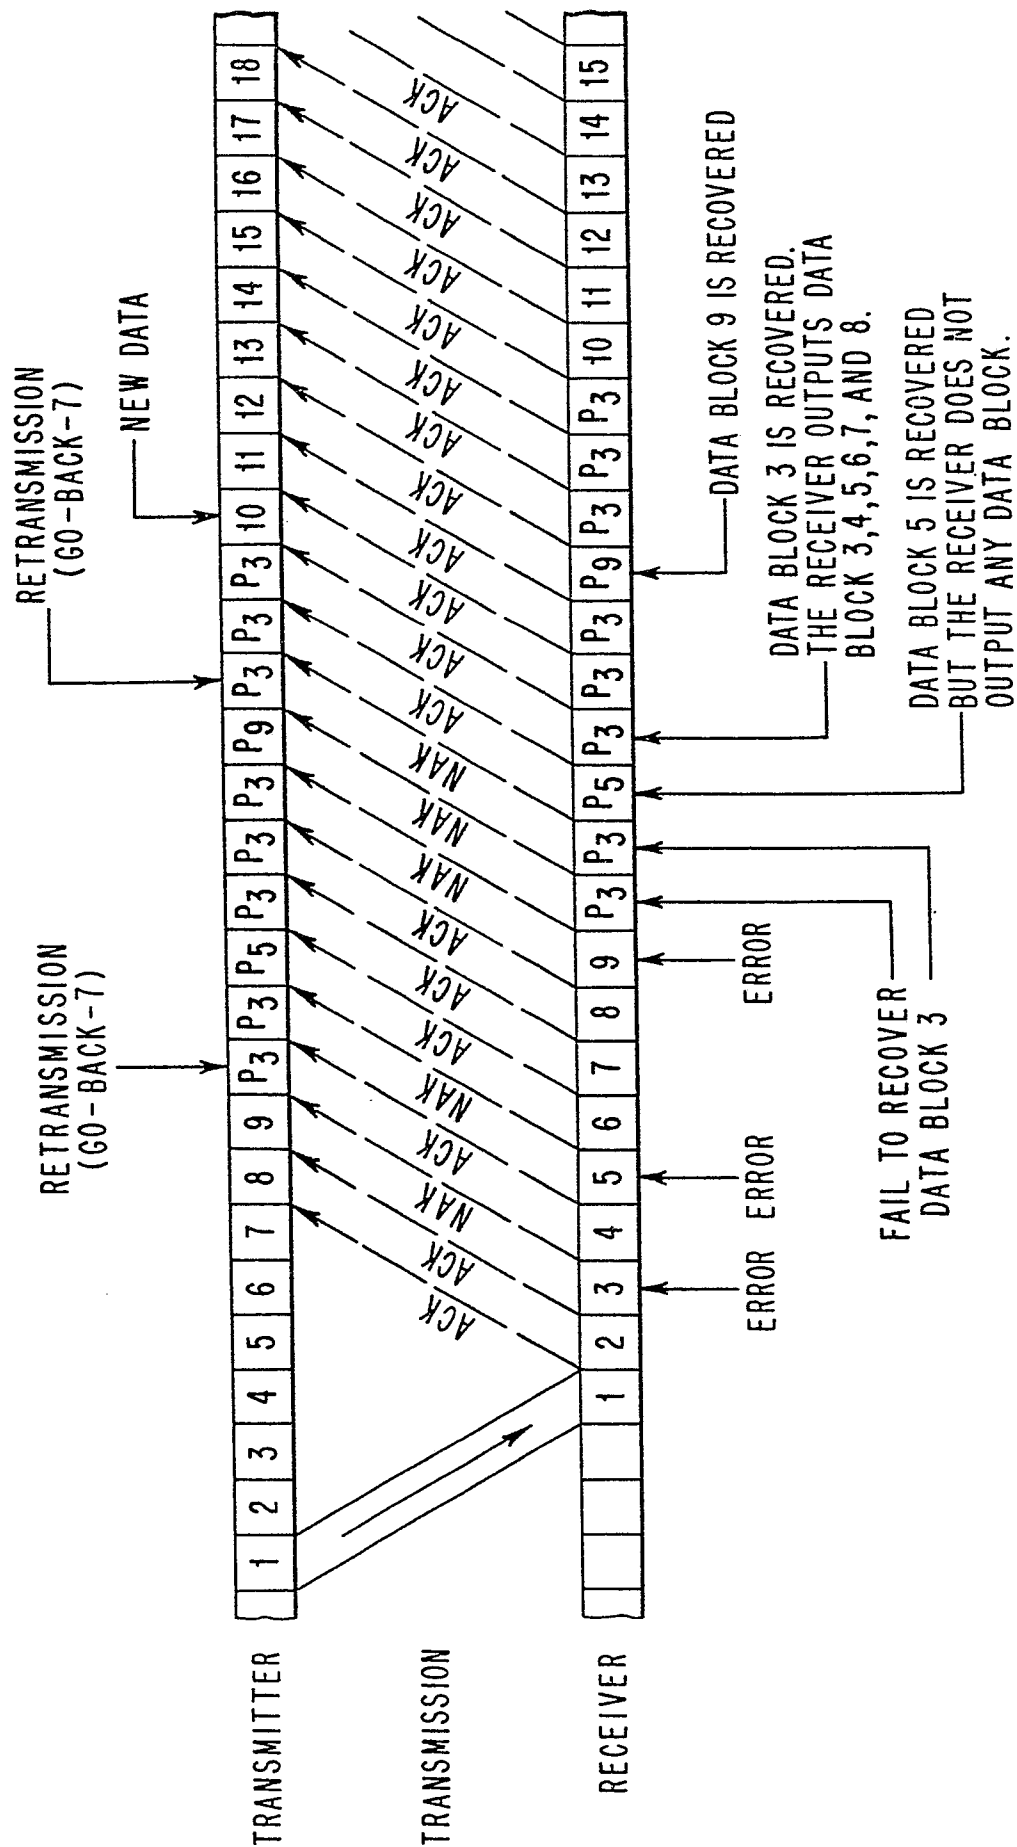 RETRANSMISSION
(GO-BACK-7)
RETRANSMISSION
(GO-BACK-7)
NEW DATA
TRANSMITTER
1 2 3 4 5 6 7 8 9 P3 P3 P5 P3 P3 P3 P9 P3 P3 P3 10 11 12 13 14 15 16 17 18
TRANSMISSION
ACK ACK NAK ACK NAK ACK ACK ACK NAK NAK NAK ACK ACK ACK ACK ACK ACK ACK ACK ACK ACK ACK ACK
RECEIVER
1 2 3 4 5 6 7 8 9 P3 P3 P5 P3 P3 P3 P9 P3 P3 P3 10 11 12 13 14 15
ERROR ERROR
ERROR
FAIL TO RECOVER
DATA BLOCK 3
DATA BLOCK 9 IS RECOVERED
DATA BLOCK 3 IS RECOVERED.
THE RECEIVER OUTPUTS DATA
BLOCK 3,4,5,6,7, AND 8.
DATA BLOCK 5 IS RECOVERED
BUT THE RECEIVER DOES NOT
OUTPUT ANY DATA BLOCK.